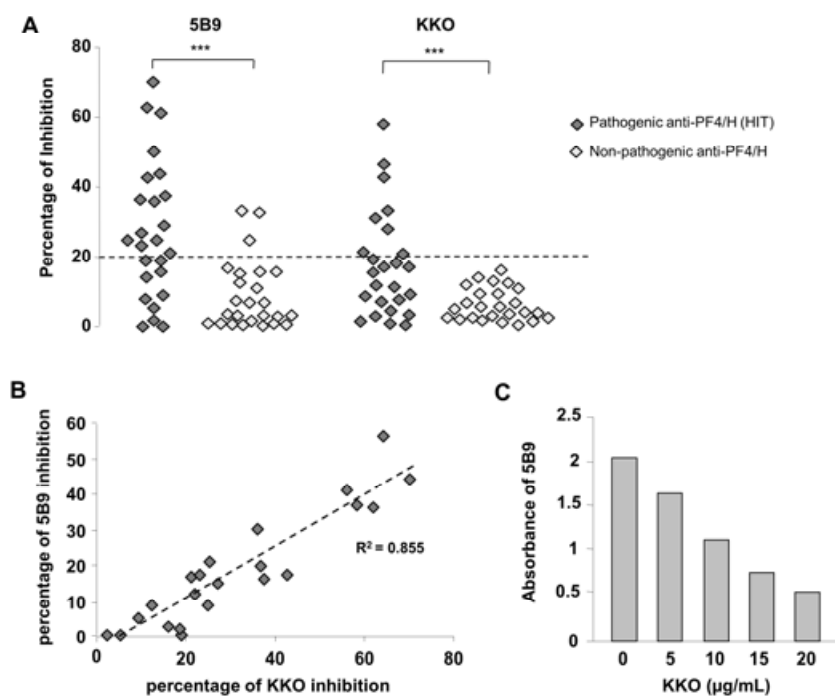 A
5B9
KKO
80
60
40
20
0
Percentage of Inhibition
***
***
Pathogenic anti-PF4/H (HIT)
Non-pathogenic anti-PF4/H
B
60
50
40
30
20
10
0
percentage of 5B9 inhibition
R² = 0.855
0 20 40 60 80
percentage of KKO inhibition
C
2.5
2
1.5
1
0.5
0
Absorbance of 5B9
0 5 10 15 20
KKO (µg/mL)